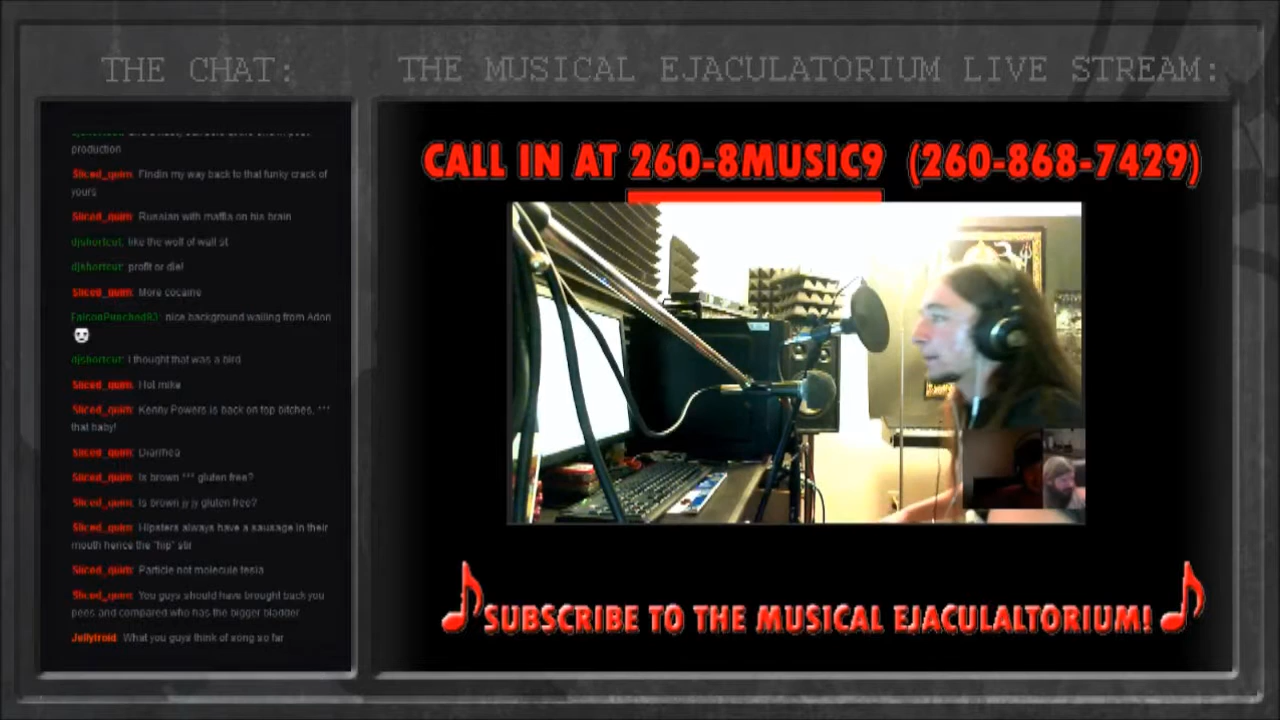 THE CHAT:
THE MUSICAL EJACULATORIUM LIVE STREAM:
production
Sliced_quim: Findin my way back to that funky crack of
yours
Sliced_quim: Russian with maffia on his brain
djshortcut: like the wolf of wall st
djshortcut: profit or die!
Sliced_quim: More cocaine
FalconPunched83: nice background wailing from Adon
djshortcut: i thought that was a bird
Sliced_quim: Hot mike
Sliced_quim: Kenny Powers is back on top bitches. ***
that baby!
Sliced_quim: Diarrhea
Sliced_quim: Is brown *** gluten free?
Sliced_quim: Is brown jj jj gluten free?
Sliced_quim: Hipsters always have a sausage in their
mouth hence the "hip" stir
Sliced_quim: Particle not molecule tesla
Sliced_quim: You guys should have brought back you
pees and compared who has the bigger bladder
Jellytroid: What you guys think of song so far
CALL IN AT 260-8MUSIC9 (260-868-7429)
SUBSCRIBE TO THE MUSICAL EJACULALTORIUM!